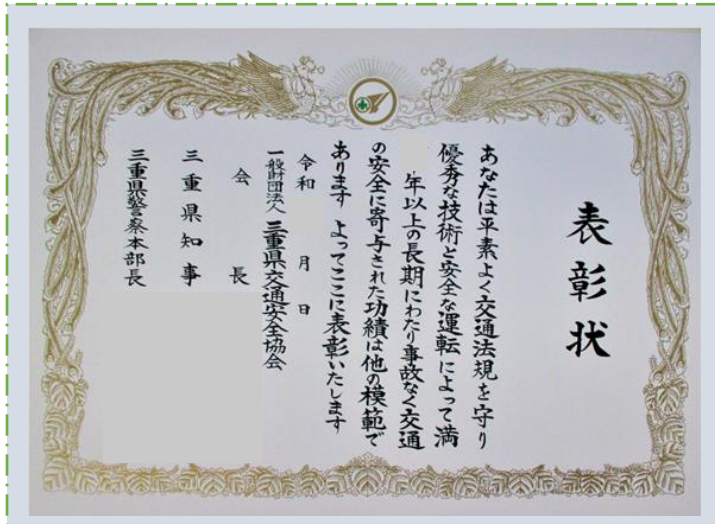 表彰状
あなたは平素よく交通法規を守り
優秀な技術と安全な運転によって満
年以上の長期にわたり事故なく交通
の安全に寄与された功績は他の模範で
あります よってここに表彰いたします
令和 月 日
一般財団法人 三重県交通安全協会
会長
三重県知事
三重県警察本部長